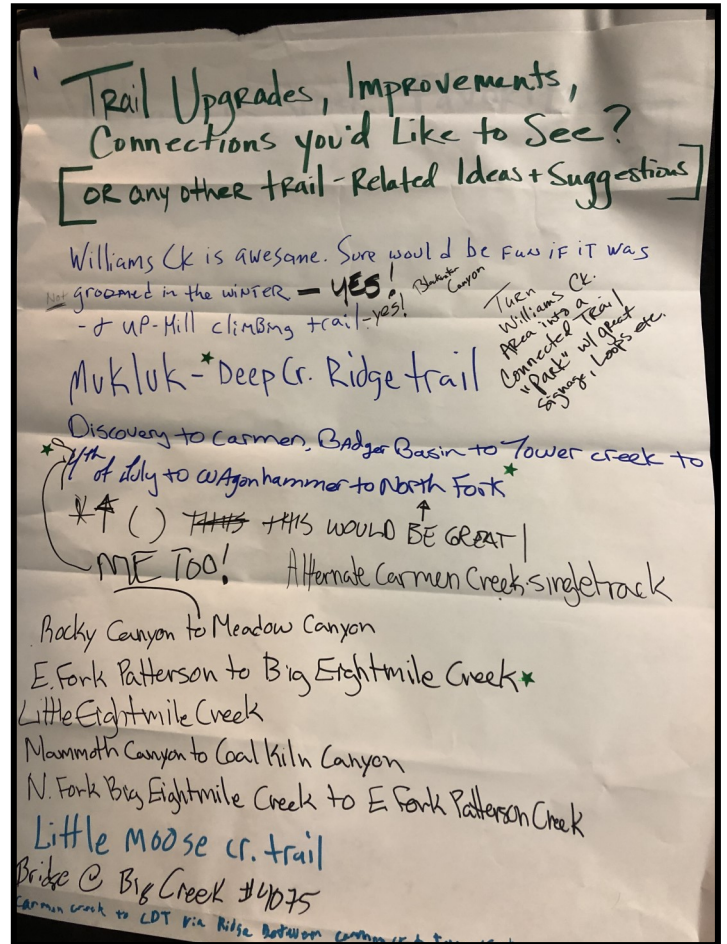 Trail Upgrades, Improvements,
Connections you'd Like to See?
[OR any other trail-Related Ideas + Suggestions]
Williams Ck is awesome. Sure would be FUN iF iT was
Not groomed in the winter — YES!
- + UP-Hill climBing trail - yes!
Canyon
Turn
Williams Ck.
Area into a
Connected Trail
"Park" w/ great
Signage, Loops etc.
Mukluk - Deep Cr. Ridge trail
Discovery to Carmen, Badger Basin to Tower creek to
4th of July to wAgonhammer to North Fork
THIS WOULD BE GREAT!
ME TOO!
Alternate Carmen Creek singletrack
Rocky Canyon to Meadow Canyon
E. Fork Patterson to Big Eightmile Creek
Little Eightmile Creek
Mammoth Canyon to Coal Kiln Canyon
N. Fork Big Eightmile Creek to E Fork Patterson Creek
Little Moose cr. trail
Bridge @ Big Creek #4075
Carmen creek to CDT via Ridge Between